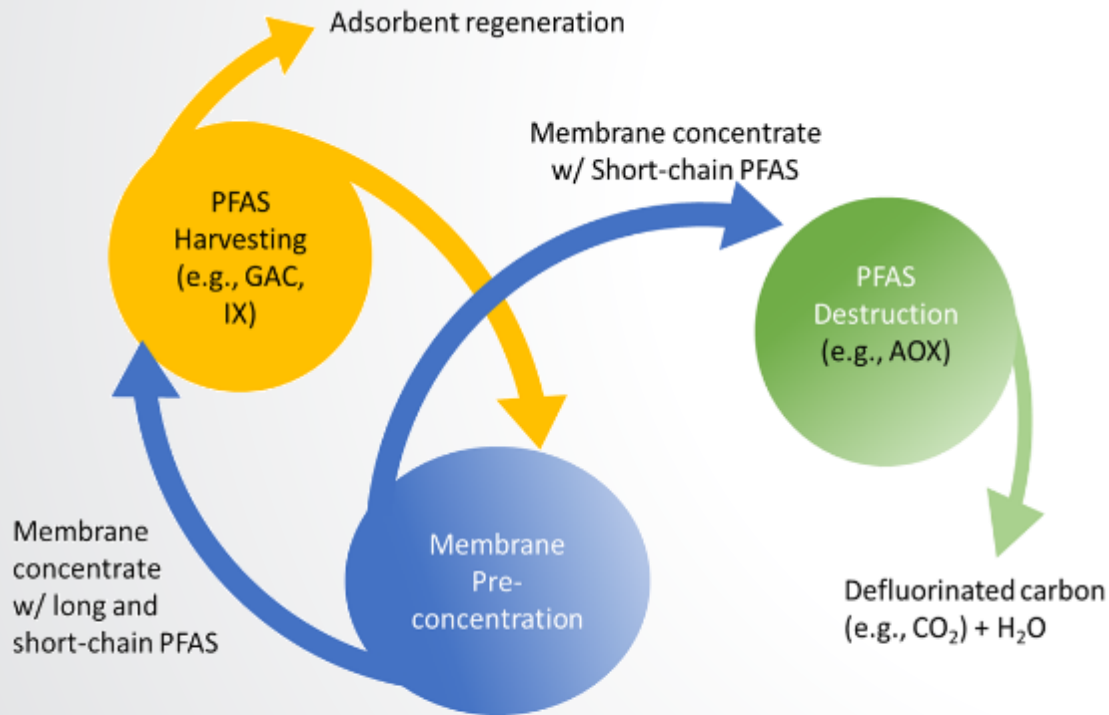 Adsorbent regeneration
PFAS
Harvesting
(e.g., GAC,
IX)
Membrane concentrate
w/ Short-chain PFAS
PFAS
Destruction
(e.g., AOX)
Membrane
concentrate
w/ long and
short-chain PFAS
Membrane
Pre-
concentration
Defluorinated carbon
(e.g., CO₂) + H₂O